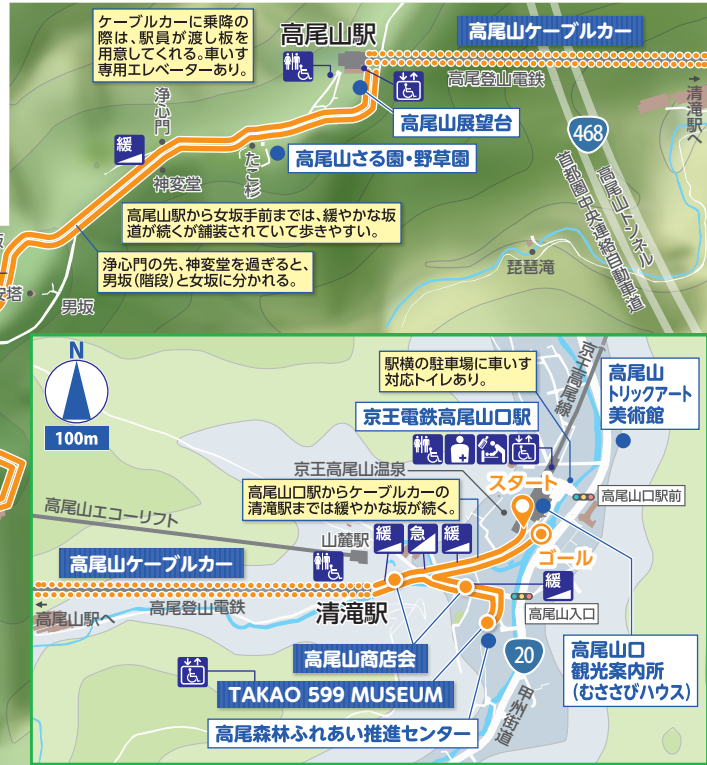 ケーブルカーに乗降の
際は、駅員が渡し板を
用意してくれる。車いす
専用エレベーターあり。
高尾山駅
高尾山ケーブルカー
高尾登山電鉄
→
清滝駅へ
浄心門
緩
神変堂
たこ杉
高尾山展望台
高尾山さる園・野草園
468
高尾山トンネル
首都圏中央連絡自動車道
高尾山駅から女坂手前までは、緩やかな坂
道が続くが舗装されていて歩きやすい。
浄心門の先、神変堂を過ぎると、
男坂（階段）と女坂に分かれる。
琵琶滝
安塔
男坂
N
100m
駅横の駐車場に車いす
対応トイレあり。
京王高尾線
高尾山
トリックアート
美術館
京王電鉄高尾山口駅
京王高尾山温泉
スタート
高尾山口駅前
高尾山口駅からケーブルカーの
清滝駅までは緩やかな坂が続く。
高尾山エコーリフト
山麓駅
緩
急
緩
ゴール
高尾山ケーブルカー
緩
←
高尾山駅へ
高尾登山電鉄
清滝駅
高尾山入口
高尾山商店会
20
高尾山口
観光案内所
(むささびハウス)
TAKAO 599 MUSEUM
甲州街道
高尾森林ふれあい推進センター